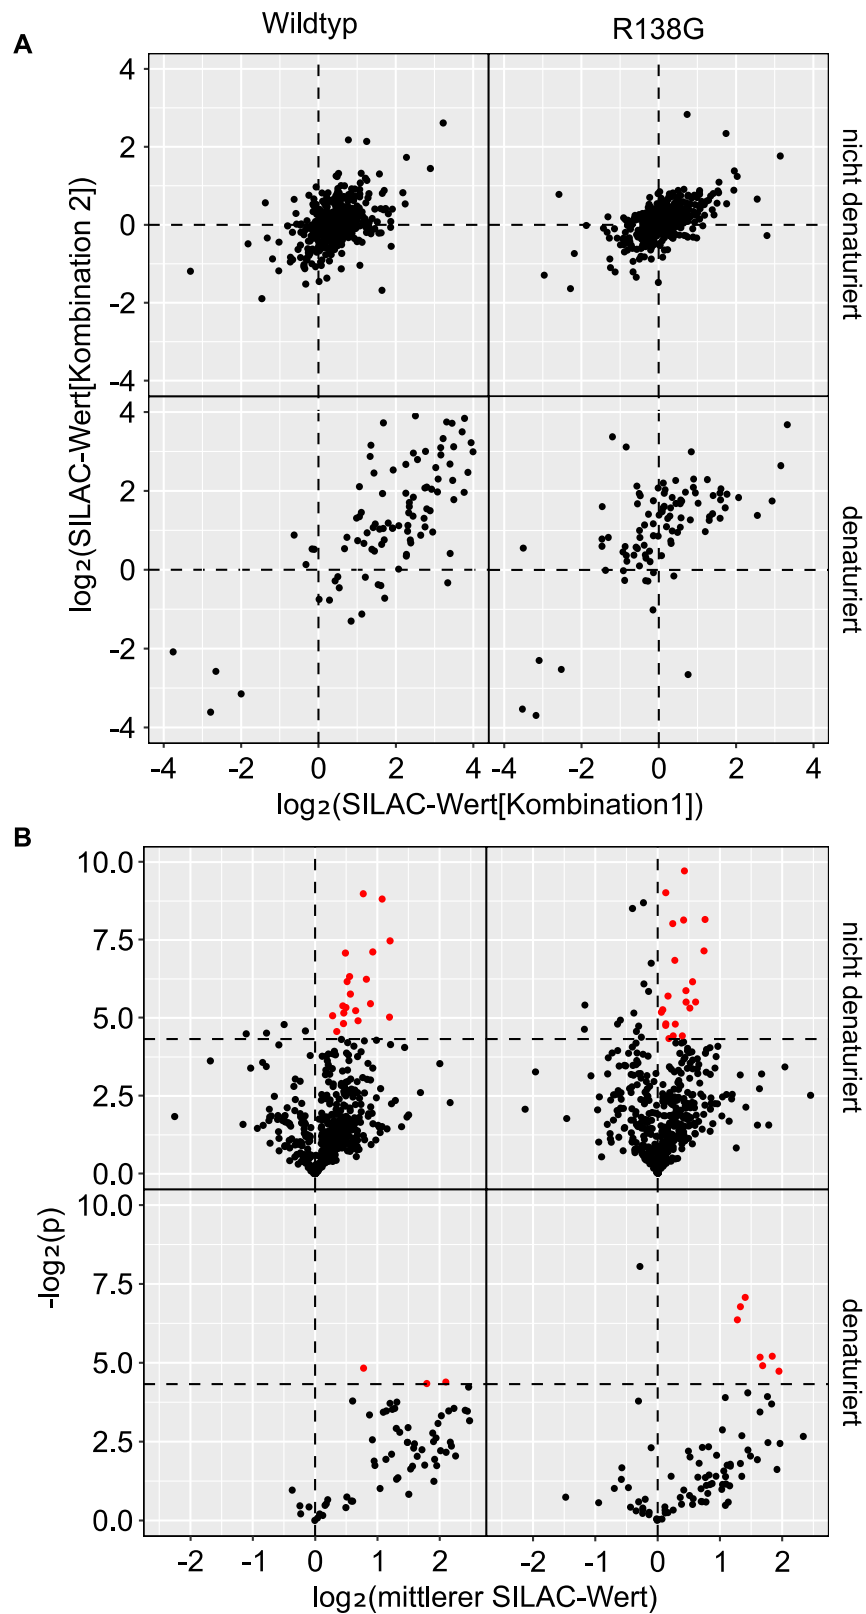 Wildtyp R138G
A
log₂(SILAC-Wert[Kombination 2])
4
2
0
−2
−4
nicht denaturiert
4
2
0
−2
−4
denaturiert
−4 −2 0 2 4 −4 −2 0 2 4
log₂(SILAC-Wert[Kombination1])
B
-log₂(p)
10.0
7.5
5.0
2.5
0.0
nicht denaturiert
10.0
7.5
5.0
2.5
0.0
denaturiert
−2 −1 0 1 2 −2 −1 0 1 2
log₂(mittlerer SILAC-Wert)